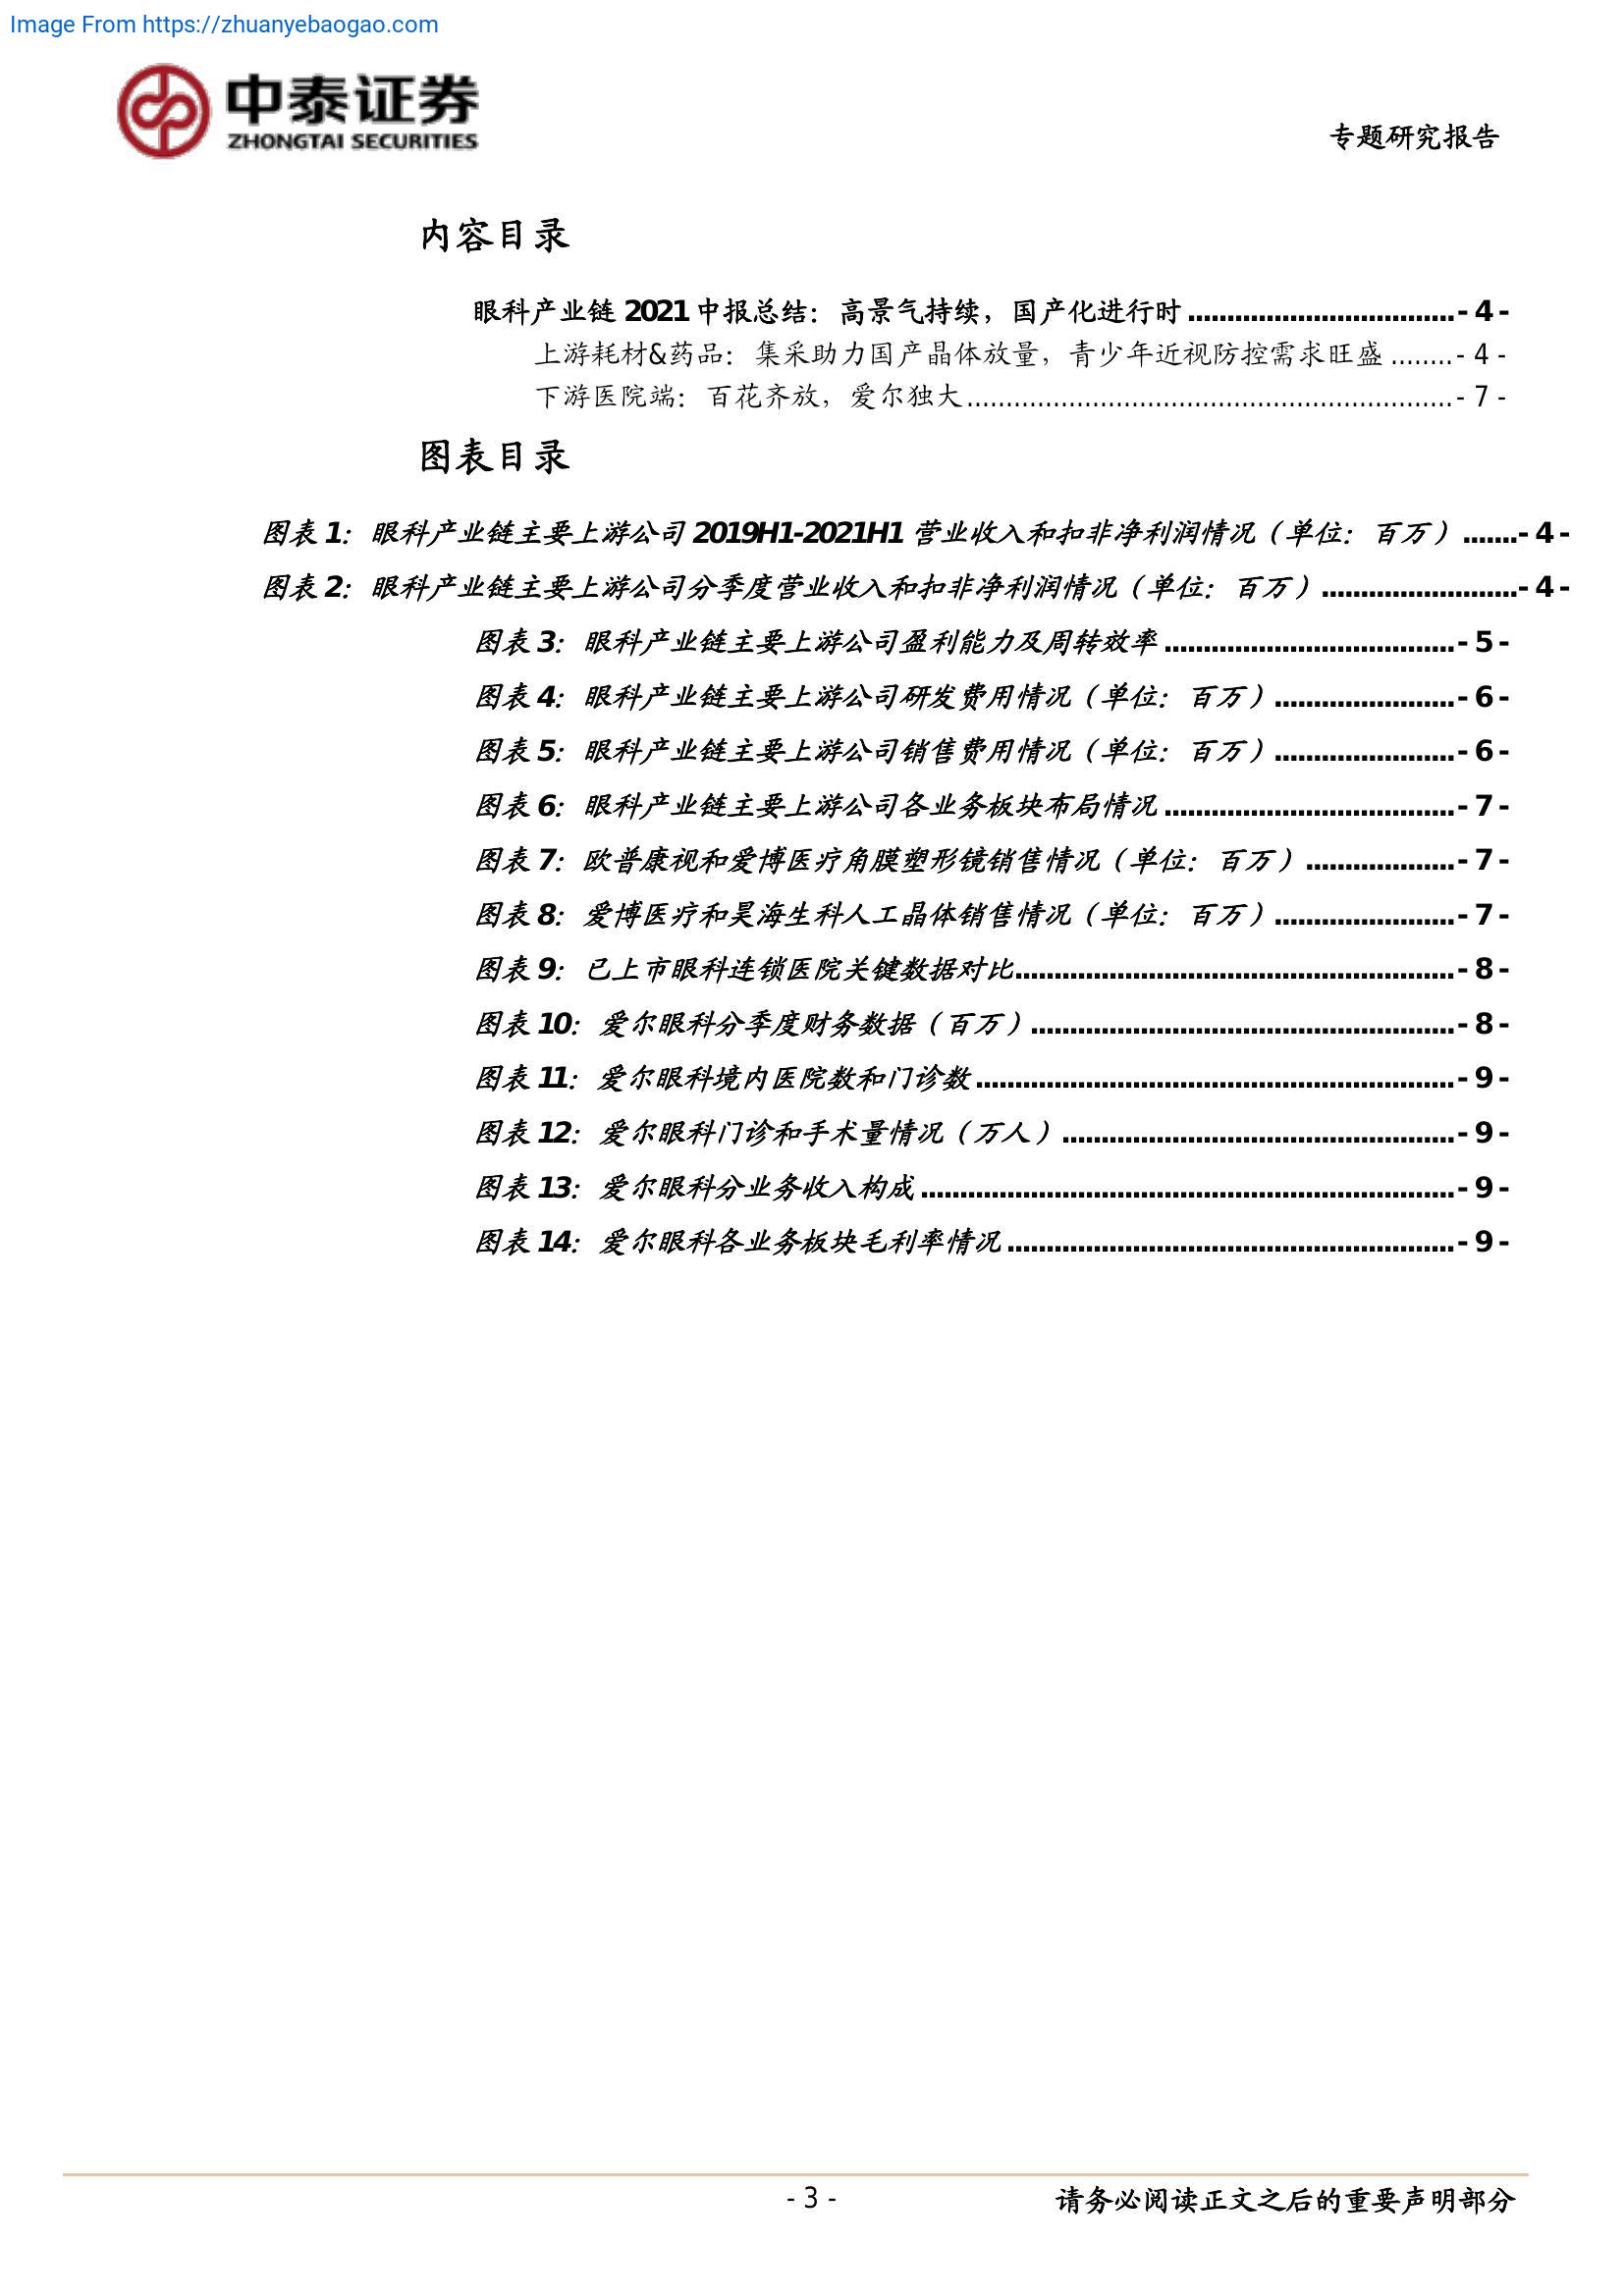 Image From https://zhuanyebaogao.com
中泰证券
ZHONGTAI SECURITIES
专题研究报告
内容目录
眼科产业链 2021 中报总结：高景气持续，国产化进行时..................................- 4 -
上游耗材&药品：集采助力国产晶体放量，青少年近视防控需求旺盛........- 4 -
下游医院端：百花齐放，爱尔独大..............................................................- 7 -
图表目录
图表 1：眼科产业链主要上游公司 2019H1-2021H1 营业收入和扣非净利润情况（单位：百万）.......- 4 -
图表 2：眼科产业链主要上游公司分季度营业收入和扣非净利润情况（单位：百万）.........................- 4 -
图表 3：眼科产业链主要上游公司盈利能力及周转效率.....................................- 5 -
图表 4：眼科产业链主要上游公司研发费用情况（单位：百万）.......................- 6 -
图表 5：眼科产业链主要上游公司销售费用情况（单位：百万）.......................- 6 -
图表 6：眼科产业链主要上游公司各业务板块布局情况.....................................- 7 -
图表 7：欧普康视和爱博医疗角膜塑形镜销售情况（单位：百万）...................- 7 -
图表 8：爱博医疗和昊海生科人工晶体销售情况（单位：百万）.......................- 7 -
图表 9：已上市眼科连锁医院关键数据对比........................................................- 8 -
图表 10：爱尔眼科分季度财务数据（百万）......................................................- 8 -
图表 11：爱尔眼科境内医院数和门诊数.............................................................- 9 -
图表 12：爱尔眼科门诊和手术量情况（万人）..................................................- 9 -
图表 13：爱尔眼科分业务收入构成....................................................................- 9 -
图表 14：爱尔眼科各业务板块毛利率情况.........................................................- 9 -
- 3 -
请务必阅读正文之后的重要声明部分